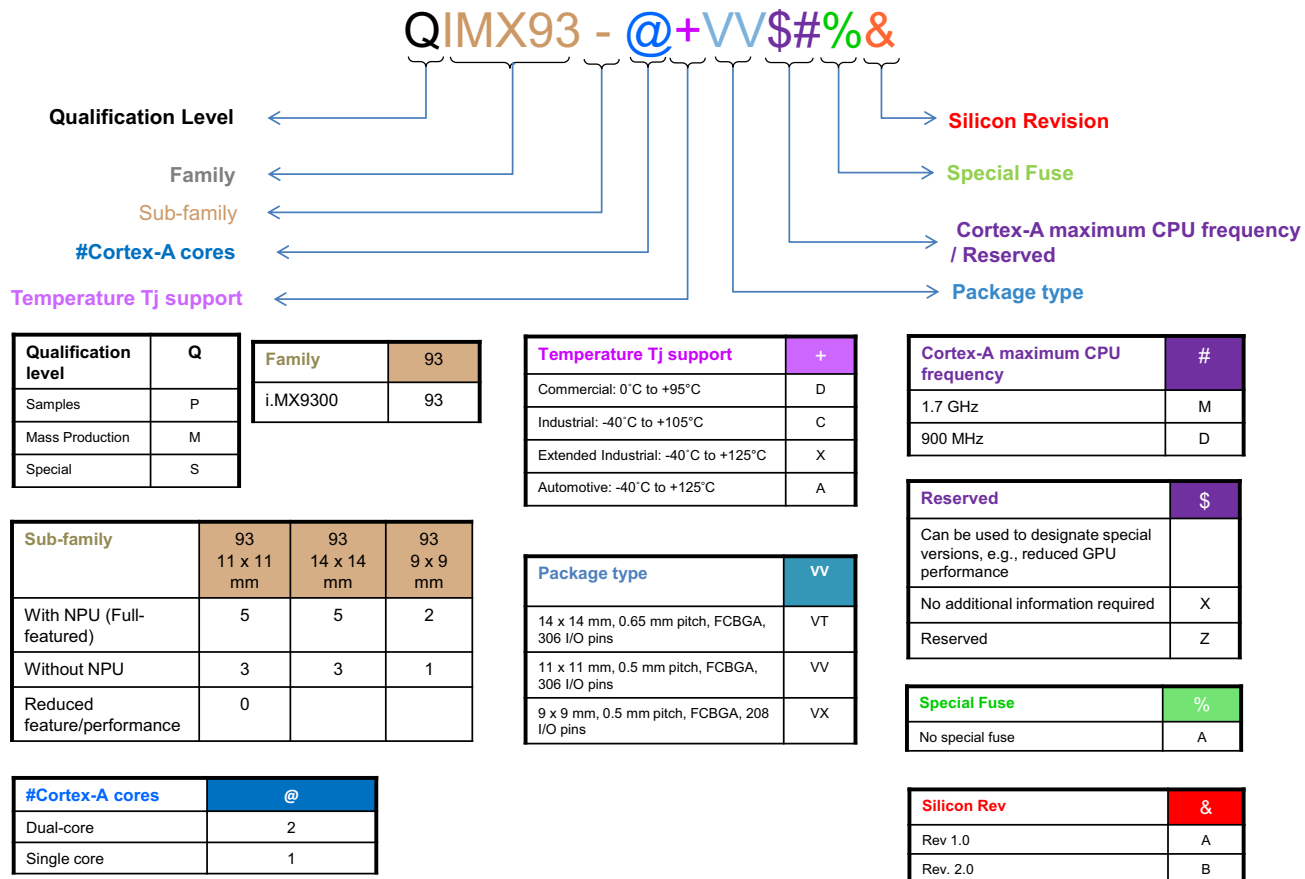 QIMX93 - @+VV$#%&
Qualification Level
Family
Sub-family
#Cortex-A cores
Temperature Tj support
Silicon Revision
Special Fuse
Cortex-A maximum CPU frequency
/ Reserved
Package type
Qualification
level
Q
Samples
P
Mass Production
M
Special
S
Family
93
i.MX9300
93
Sub-family
93
11 x 11
mm
93
14 x 14
mm
93
9 x 9
mm
With NPU (Full-
featured)
5
5
2
Without NPU
3
3
1
Reduced
feature/performance
0
#Cortex-A cores
@
Dual-core
2
Single core
1
Temperature Tj support
+
Commercial: 0˚C to +95°C
D
Industrial: -40˚C to +105°C
C
Extended Industrial: -40˚C to +125°C
X
Automotive: -40˚C to +125˚C
A
Package type
VV
14 x 14 mm, 0.65 mm pitch, FCBGA,
306 I/O pins
VT
11 x 11 mm, 0.5 mm pitch, FCBGA,
306 I/O pins
VV
9 x 9 mm, 0.5 mm pitch, FCBGA, 208
I/O pins
VX
Cortex-A maximum CPU
frequency
#
1.7 GHz
M
900 MHz
D
Reserved
$
Can be used to designate special
versions, e.g., reduced GPU
performance
No additional information required
X
Reserved
Z
Special Fuse
%
No special fuse
A
Silicon Rev
&
Rev 1.0
A
Rev. 2.0
B